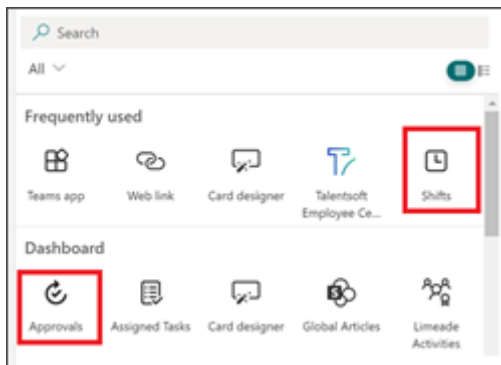 Search
All
Frequently used
Teams app
Web link
Card designer
Talentsoft
Employee Ce...
Shifts
Dashboard
Approvals
Assigned Tasks
Card designer
Global Articles
Limeade
Activities